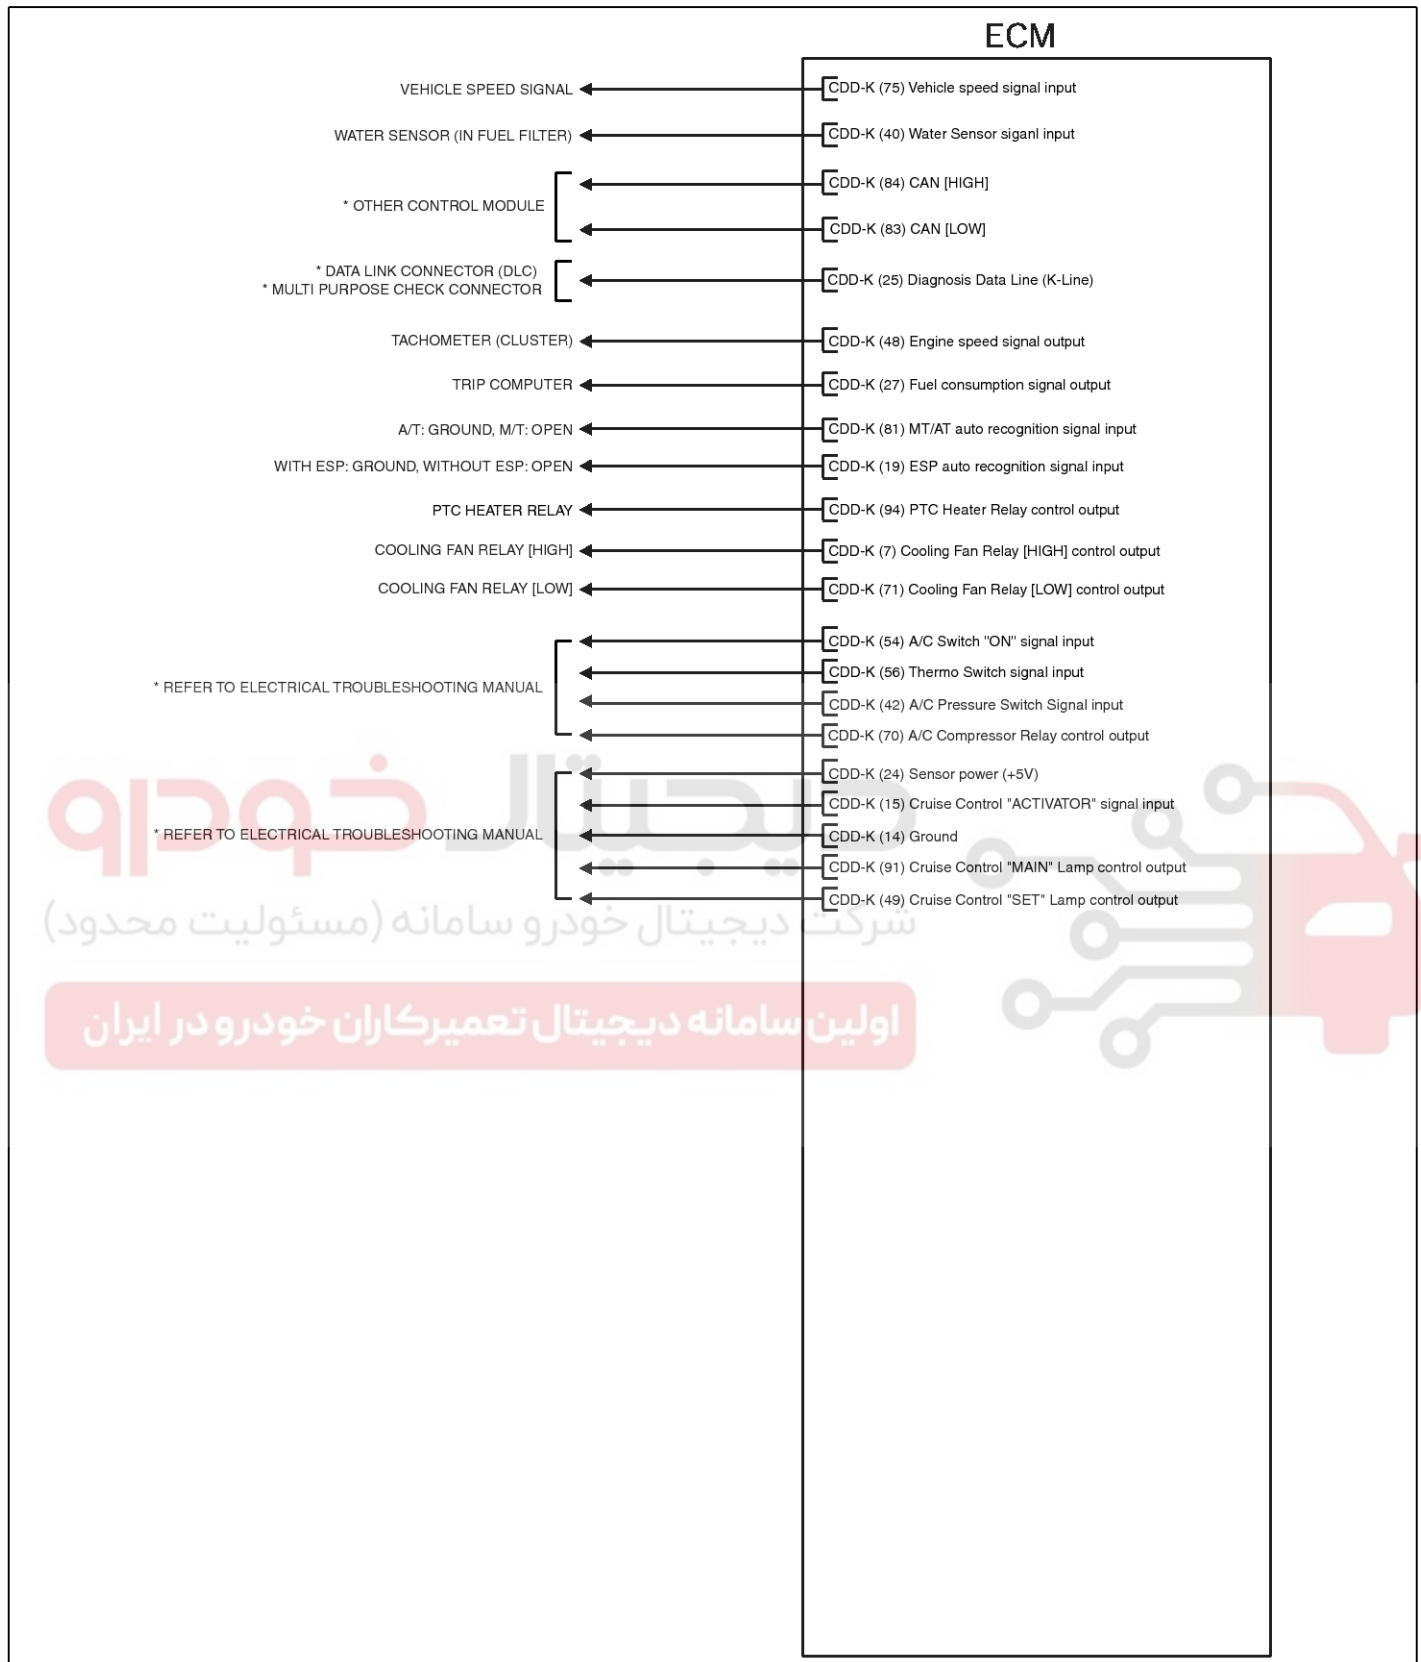 ECM
VEHICLE SPEED SIGNAL CDD-K (75) Vehicle speed signal input
WATER SENSOR (IN FUEL FILTER) CDD-K (40) Water Sensor siganl input
* OTHER CONTROL MODULE
CDD-K (84) CAN [HIGH]
CDD-K (83) CAN [LOW]
* DATA LINK CONNECTOR (DLC)
* MULTI PURPOSE CHECK CONNECTOR
CDD-K (25) Diagnosis Data Line (K-Line)
TACHOMETER (CLUSTER) CDD-K (48) Engine speed signal output
TRIP COMPUTER CDD-K (27) Fuel consumption signal output
A/T: GROUND, M/T: OPEN CDD-K (81) MT/AT auto recognition signal input
WITH ESP: GROUND, WITHOUT ESP: OPEN CDD-K (19) ESP auto recognition signal input
PTC HEATER RELAY CDD-K (94) PTC Heater Relay control output
COOLING FAN RELAY [HIGH] CDD-K (7) Cooling Fan Relay [HIGH] control output
COOLING FAN RELAY [LOW] CDD-K (71) Cooling Fan Relay [LOW] control output
* REFER TO ELECTRICAL TROUBLESHOOTING MANUAL
CDD-K (54) A/C Switch "ON" signal input
CDD-K (56) Thermo Switch signal input
CDD-K (42) A/C Pressure Switch Signal input
CDD-K (70) A/C Compressor Relay control output
* REFER TO ELECTRICAL TROUBLESHOOTING MANUAL
CDD-K (24) Sensor power (+5V)
CDD-K (15) Cruise Control "ACTIVATOR" signal input
CDD-K (14) Ground
CDD-K (91) Cruise Control "MAIN" Lamp control output
CDD-K (49) Cruise Control "SET" Lamp control output
دیجیتال خودرو
شرکت دیجیتال خودرو سامانه (مسئولیت محدود)
اولین سامانه دیجیتال تعمیرکاران خودرو در ایران